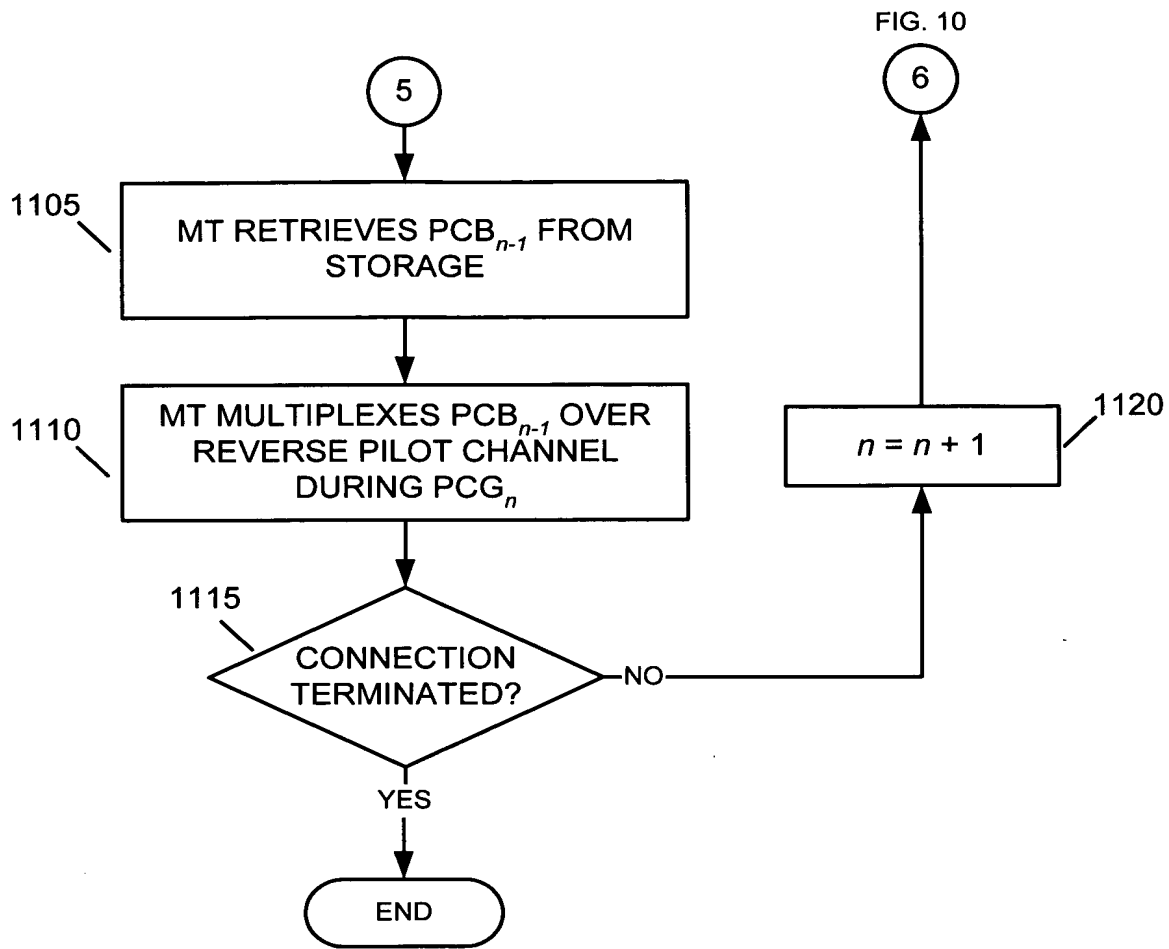 FIG. 10
5
6
1105
MT RETRIEVES PCBₙ₋₁ FROM
STORAGE
1110
MT MULTIPLEXES PCBₙ₋₁ OVER
REVERSE PILOT CHANNEL
DURING PCGₙ
1120
n = n + 1
1115
CONNECTION
TERMINATED?
NO
YES
END